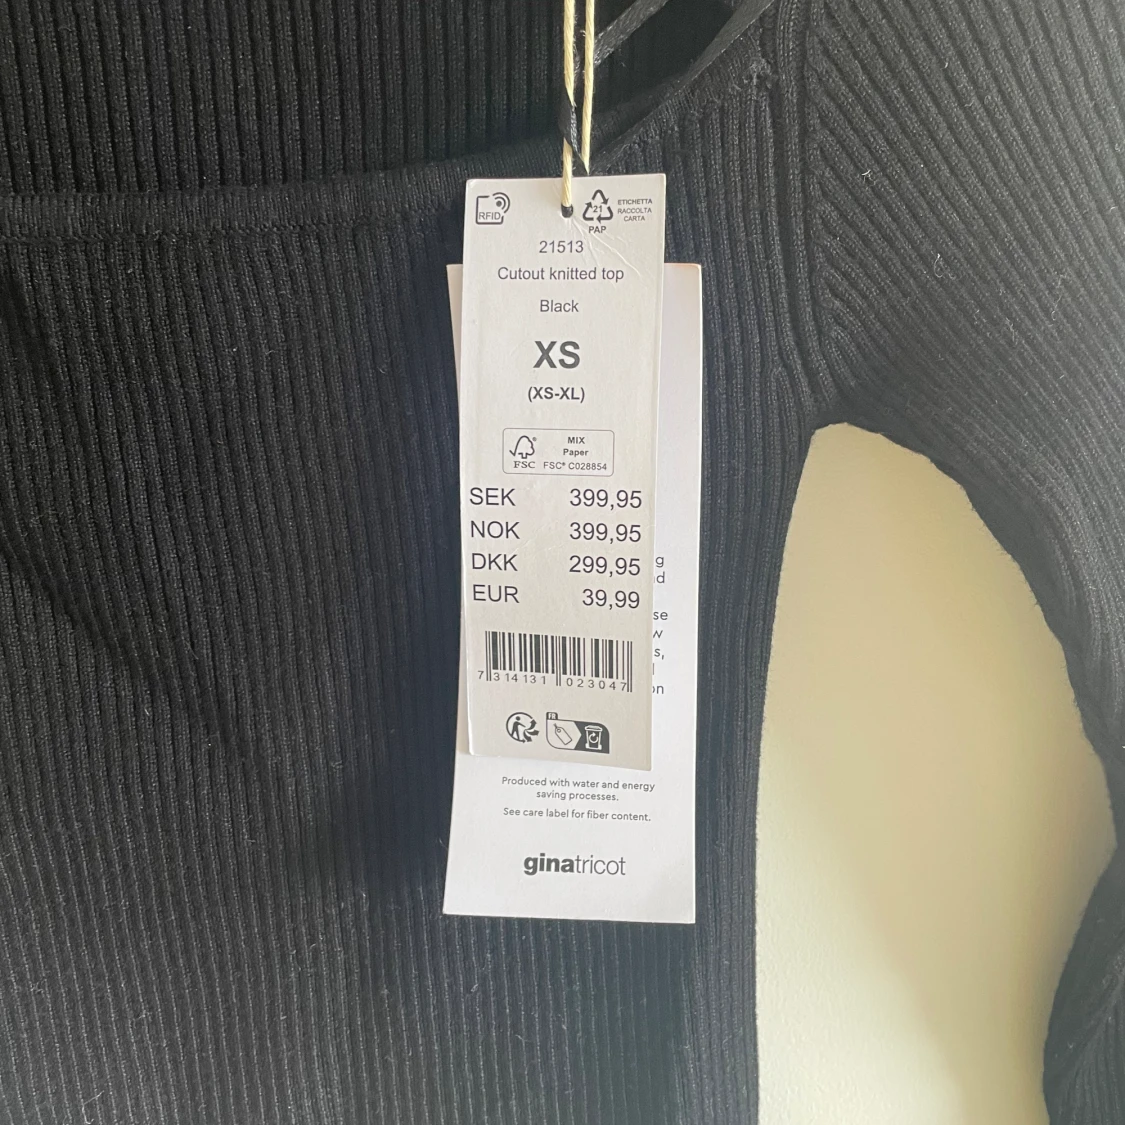 RFID
21
PAP
ETICHETTA
RACCOLTA
CARTA
21513
Cutout knitted top
Black
XS
(XS-XL)
FSC®
MIX
Paper
FSC® C028854
SEK 399,95
NOK 399,95
DKK 299,95
EUR 39,99
7 314131 023047
FR
Produced with water and energy
saving processes.
See care label for fiber content.
ginatricot